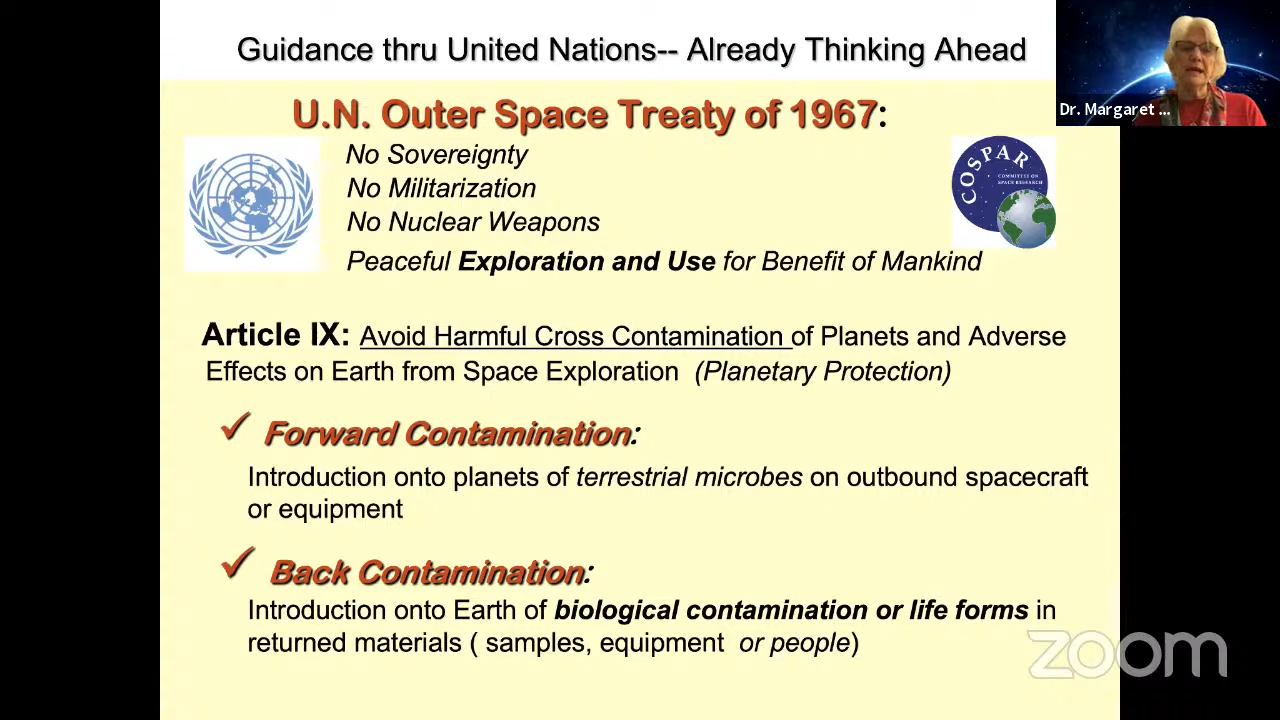 Guidance thru United Nations-- Already Thinking Ahead
Dr. Margaret ...
U.N. Outer Space Treaty of 1967:
No Sovereignty
No Militarization
No Nuclear Weapons
Peaceful Exploration and Use for Benefit of Mankind
COSPAR
COMMITTEE ON
SPACE RESEARCH
Article IX: Avoid Harmful Cross Contamination of Planets and Adverse
Effects on Earth from Space Exploration (Planetary Protection)
✓ Forward Contamination:
Introduction onto planets of terrestrial microbes on outbound spacecraft
or equipment
✓ Back Contamination:
Introduction onto Earth of biological contamination or life forms in
returned materials ( samples, equipment or people)
zoom